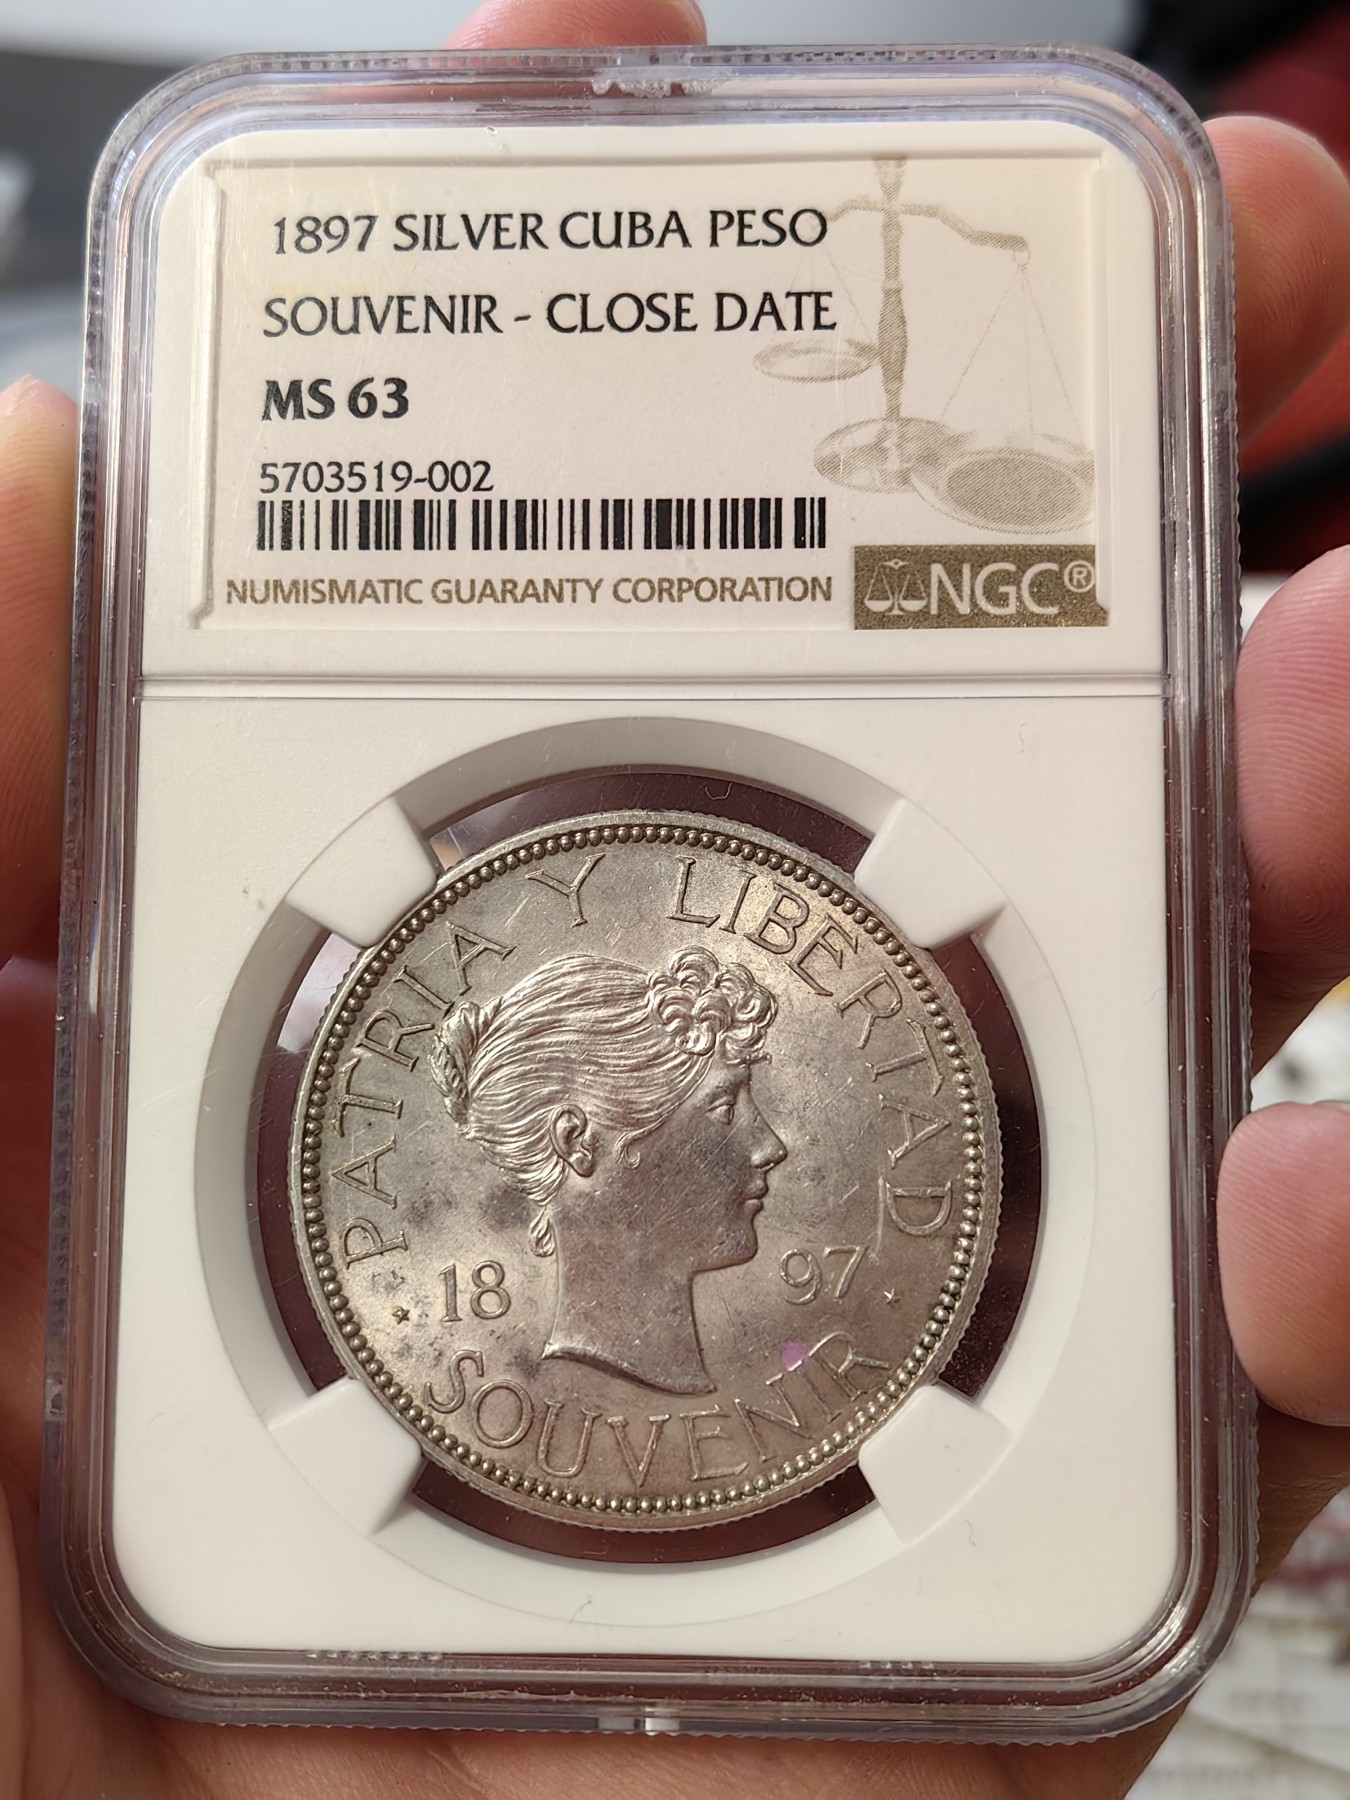 1897 SILVER CUBA PESO
SOUVENIR - CLOSE DATE
MS 63
5703519-002
NUMISMATIC GUARANTY CORPORATION
NGC®
PATRIA Y LIBERTAD
18 97
SOUVENIR